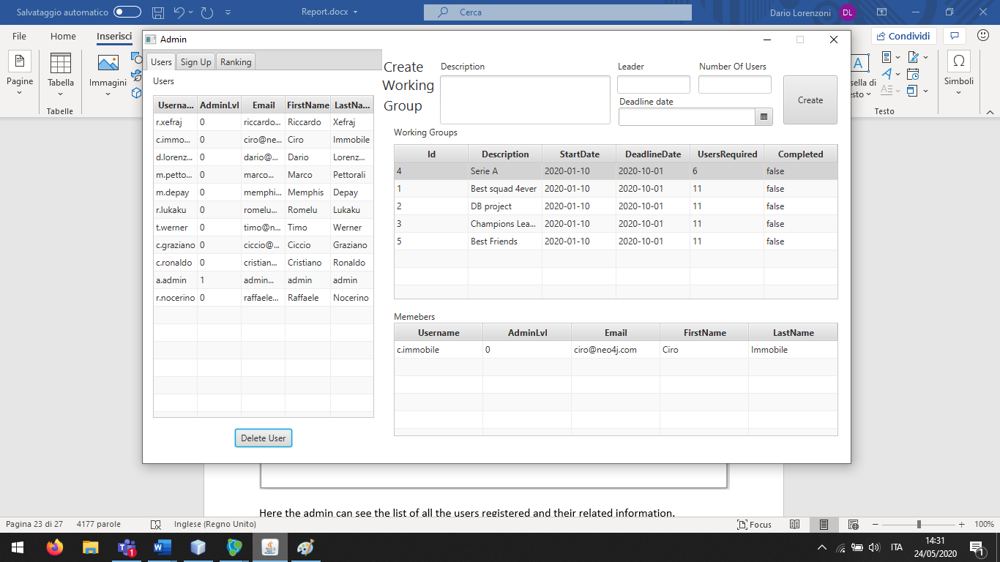 Salvataggio automatico Report.docx Cerca Dario Lorenzoni DL
File Home Inserisci Condividi
Pagine Tabella Immagini Simboli
Tabelle Testo
Admin
Users Sign Up Ranking
Users
Userna... AdminLvl Email FirstName LastNa...
r.xefraj 0 riccardo... Riccardo Xefraj
c.immo... 0 ciro@ne... Ciro Immobile
d.lorenz... 0 dario@... Dario Lorenz...
m.petto... 0 marco... Marco Pettorali
m.depay 0 memphi... Memphis Depay
r.lukaku 0 romelu... Romelu Lukaku
t.werner 0 timo@n... Timo Werner
c.graziano 0 ciccio@... Ciccio Graziano
c.ronaldo 0 cristian... Cristiano Ronaldo
a.admin 1 admin... admin admin
r.nocerino 0 raffaele... Raffaele Nocerino
Delete User
Create
Working
Group
Description Leader Number Of Users
Deadline date
Create
Working Groups
Id Description StartDate DeadlineDate UsersRequired Completed
4 Serie A 2020-01-10 2020-10-01 6 false
1 Best squad 4ever 2020-01-10 2020-10-01 11 false
2 DB project 2020-01-10 2020-10-01 11 false
3 Champions Lea... 2020-01-10 2020-10-01 11 false
5 Best Friends 2020-01-10 2020-10-01 11 false
Memebers
Username AdminLvl Email FirstName LastName
c.immobile 0 ciro@neo4j.com Ciro Immobile
Here the admin can see the list of all the users registered and their related information.
Pagina 23 di 27 4177 parole Inglese (Regno Unito) Focus 100%
ITA 14:31
24/05/2020